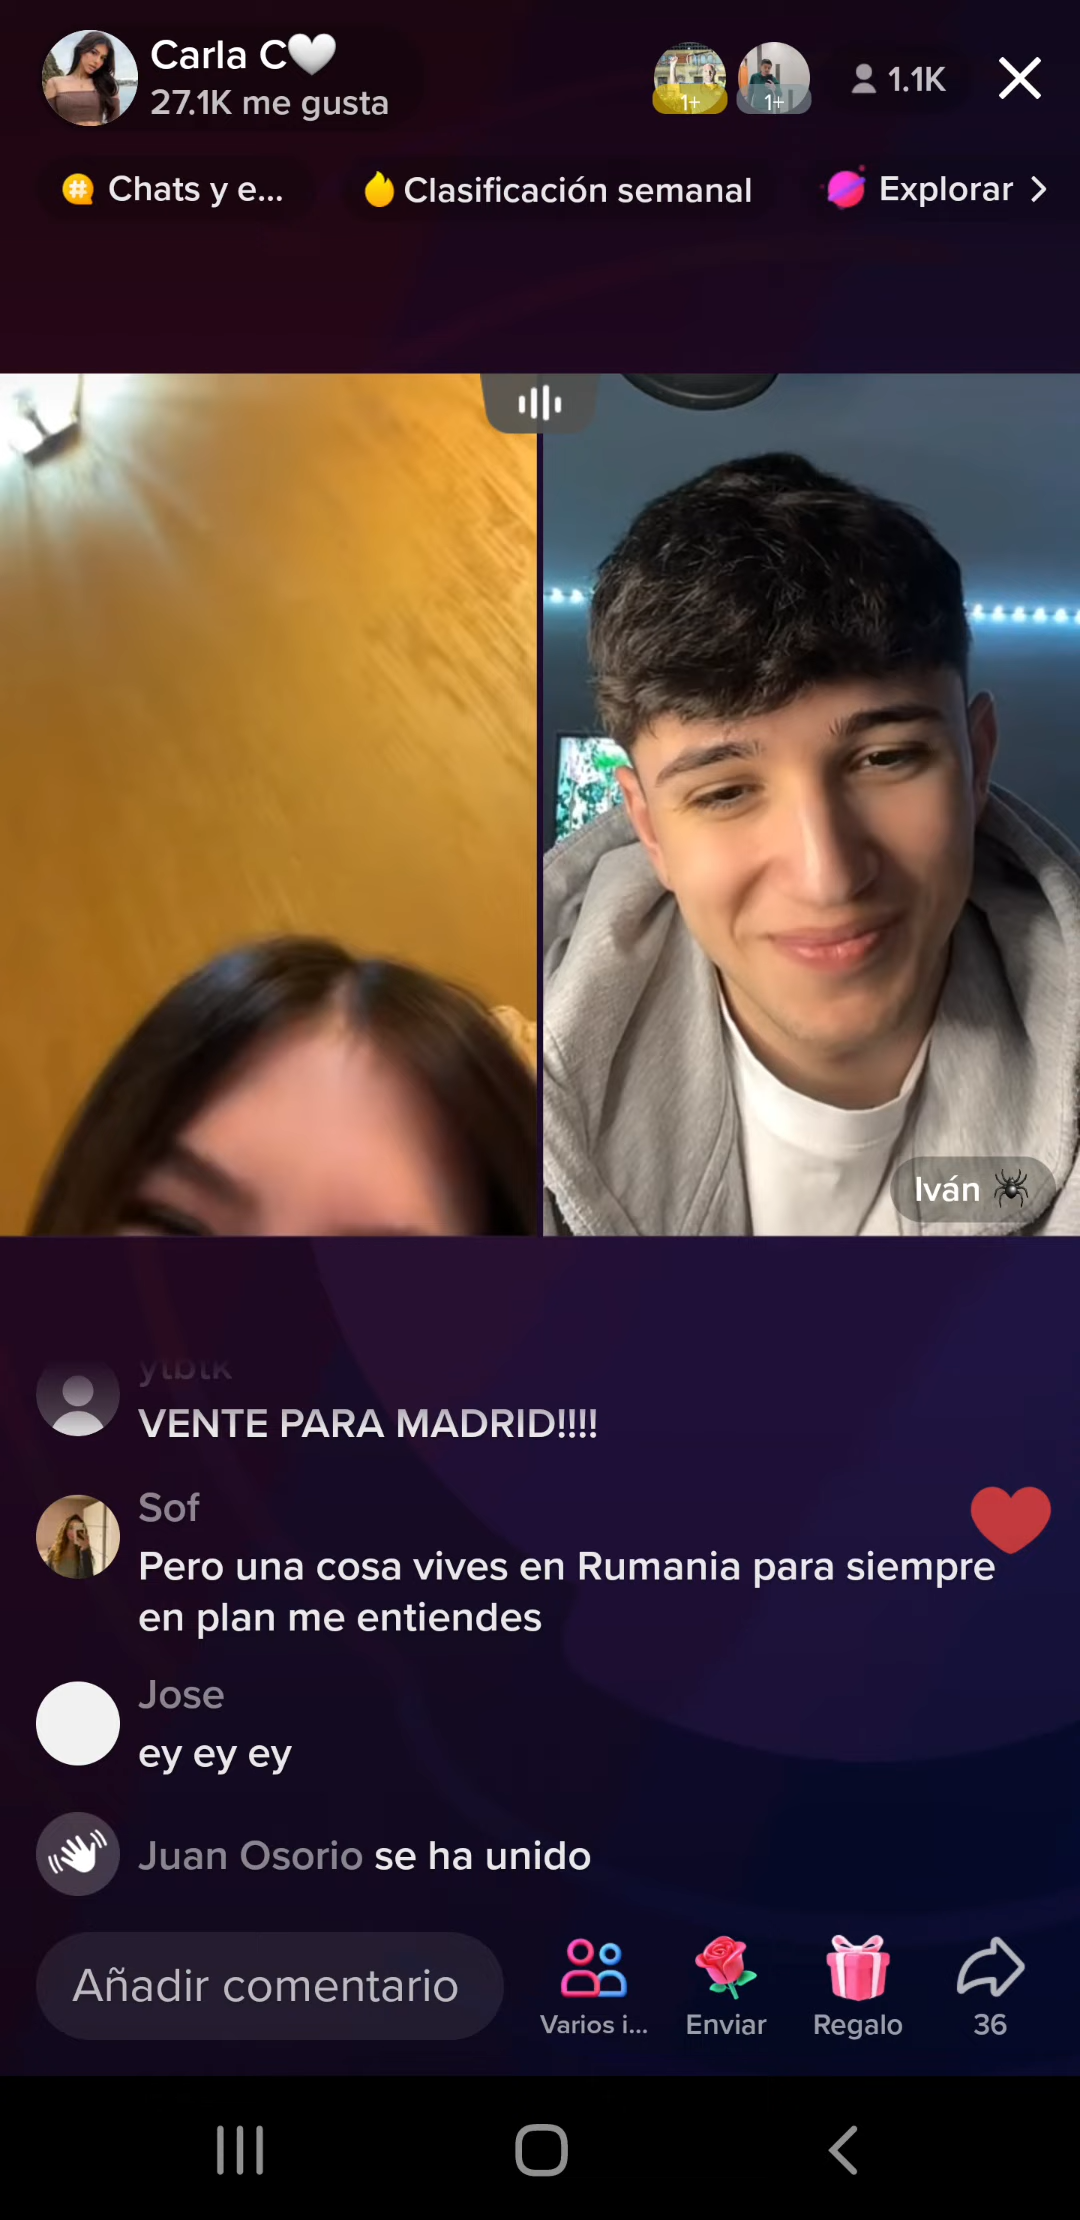 Carla C🤍
27.1K me gusta
1+
1+
1.1K
Chats y e...
Clasificación semanal
Explorar
Iván 🕷
ytbtk
VENTE PARA MADRID!!!!
Sof
Pero una cosa vives en Rumania para siempre
en plan me entiendes
Jose
ey ey ey
Juan Osorio se ha unido
Añadir comentario
Varios i...
Enviar
Regalo
36